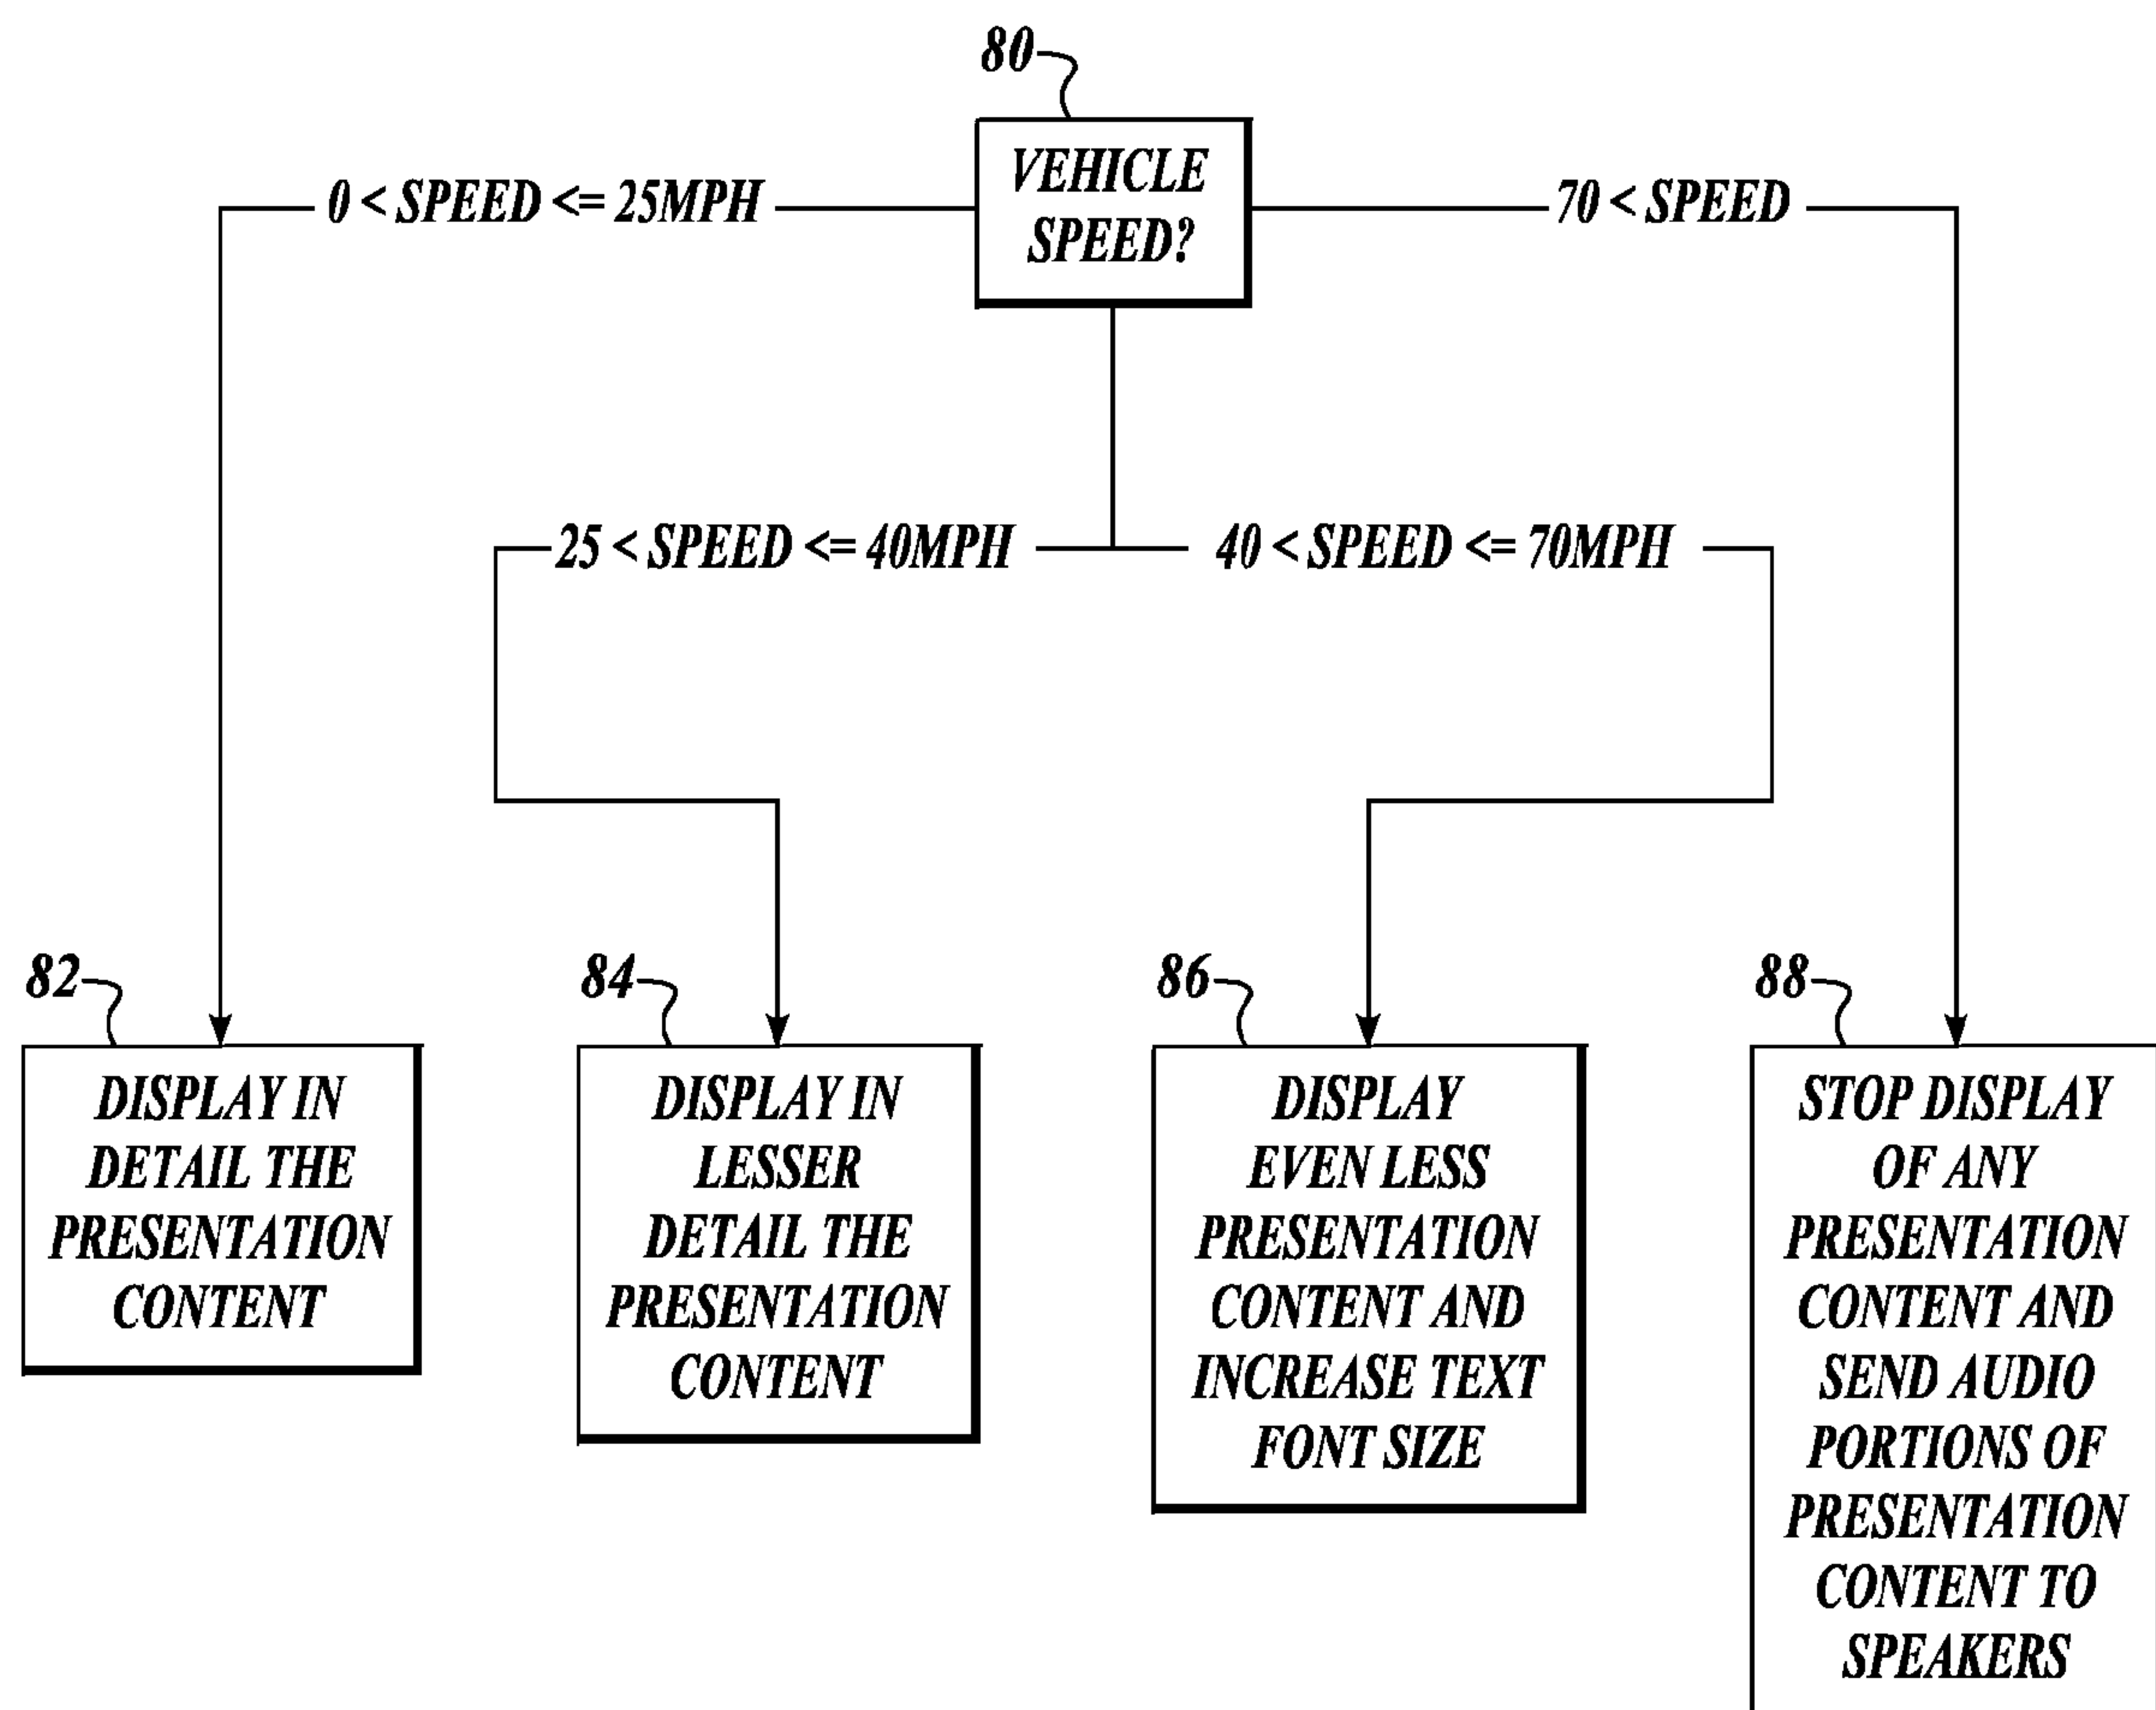 80
VEHICLE
SPEED?
0 < SPEED <= 25MPH
70 < SPEED
25 < SPEED <= 40MPH
40 < SPEED <= 70MPH
82
DISPLAY IN
DETAIL THE
PRESENTATION
CONTENT
84
DISPLAY IN
LESSER
DETAIL THE
PRESENTATION
CONTENT
86
DISPLAY
EVEN LESS
PRESENTATION
CONTENT AND
INCREASE TEXT
FONT SIZE
88
STOP DISPLAY
OF ANY
PRESENTATION
CONTENT AND
SEND AUDIO
PORTIONS OF
PRESENTATION
CONTENT TO
SPEAKERS